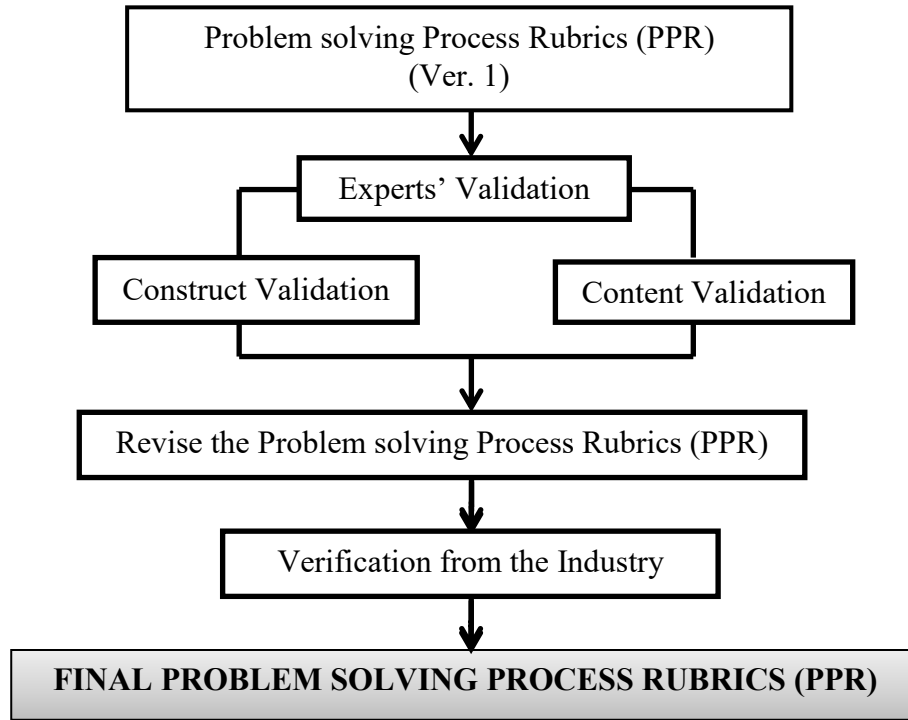 Problem solving Process Rubrics (PPR)
(Ver. 1)
Experts’ Validation
Construct Validation
Content Validation
Revise the Problem solving Process Rubrics (PPR)
Verification from the Industry
FINAL PROBLEM SOLVING PROCESS RUBRICS (PPR)